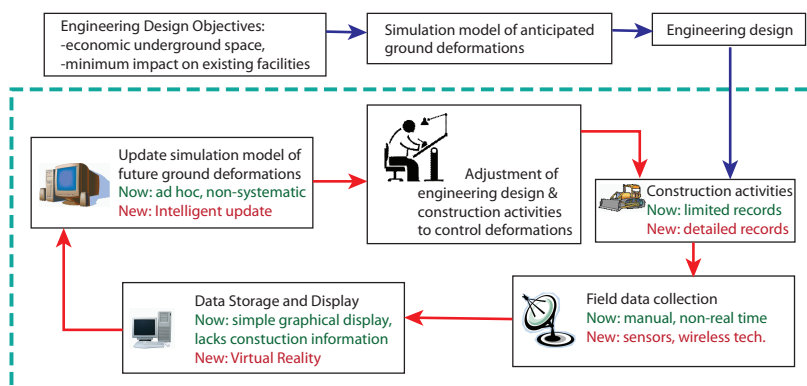 Engineering Design Objectives:
-economic underground space,
-minimum impact on existing facilities
Simulation model of anticipated
ground deformations
Engineering design
Update simulation model of
future ground deformations
Now: ad hoc, non-systematic
New: Intelligent update
Adjustment of
engineering design &
construction activities
to control deformations
Construction activities
Now: limited records
New: detailed records
Data Storage and Display
Now: simple graphical display,
lacks constuction information
New: Virtual Reality
Field data collection
Now: manual, non-real time
New: sensors, wireless tech.